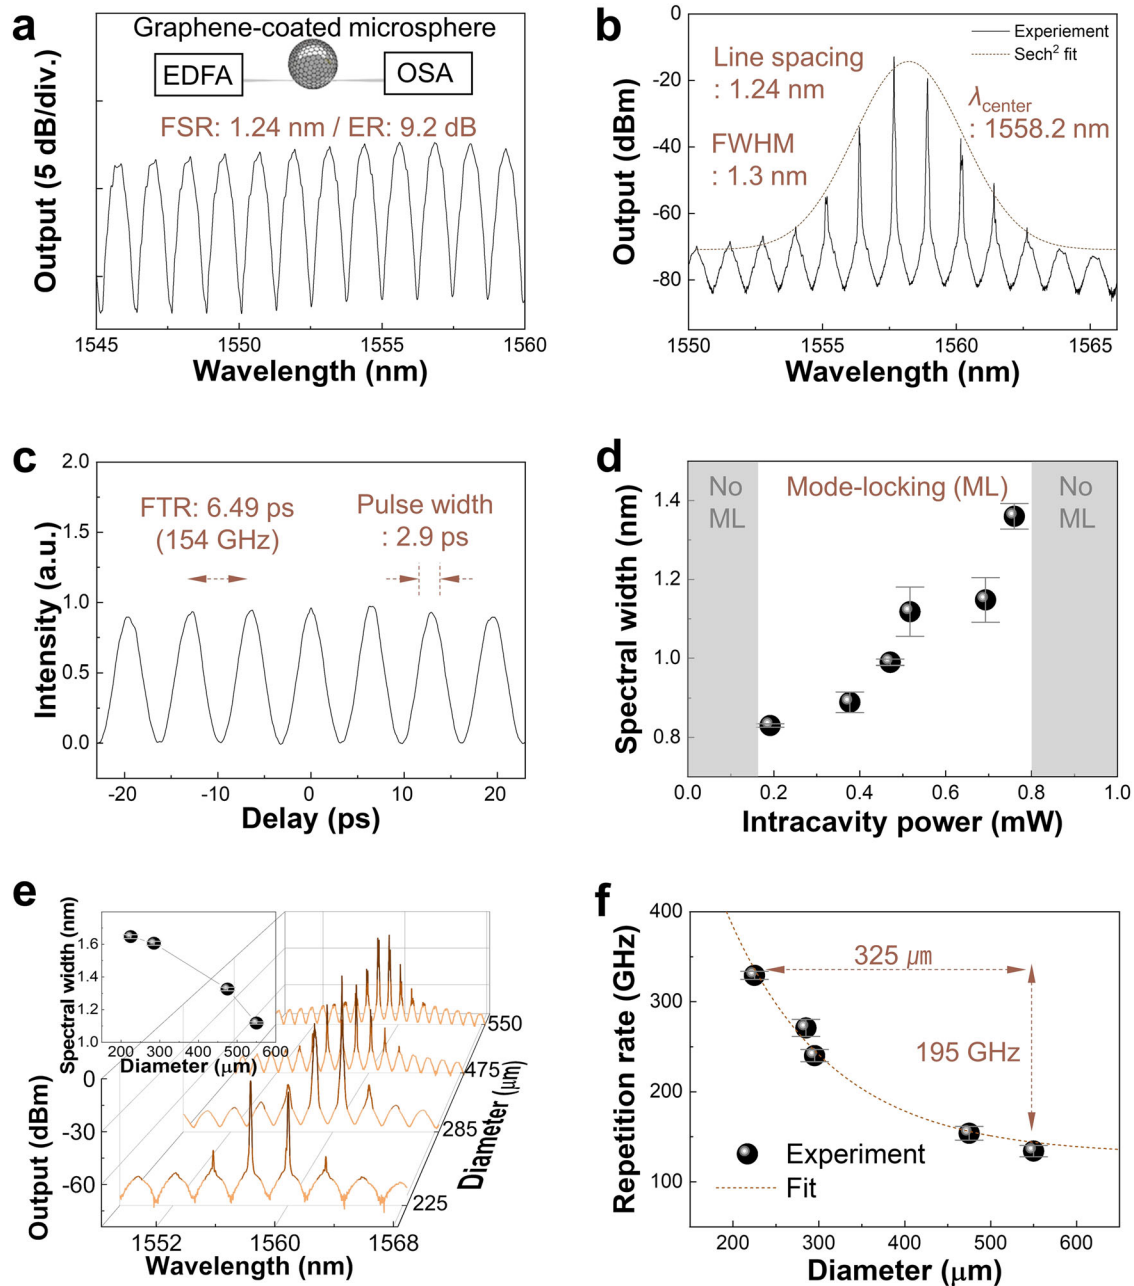 a
Graphene-coated microsphere
EDFA
OSA
FSR: 1.24 nm / ER: 9.2 dB
Output (5 dB/div.)
1545
1550
1555
1560
Wavelength (nm)
b
0
-20
-40
-60
-80
Output (dBm)
Experiement
Sech² fit
Line spacing
: 1.24 nm
FWHM
: 1.3 nm
λcenter
: 1558.2 nm
1550
1555
1560
1565
Wavelength (nm)
c
2.0
1.5
1.0
0.5
0.0
Intensity (a.u.)
FTR: 6.49 ps
(154 GHz)
Pulse width
: 2.9 ps
-20
-10
0
10
20
Delay (ps)
d
1.4
1.2
1.0
0.8
Spectral width (nm)
No
ML
Mode-locking (ML)
No
ML
0.0
0.2
0.4
0.6
0.8
1.0
Intracavity power (mW)
e
Spectral width (nm)
1.6
1.4
1.2
1.0
200
300
400
500
600
Diameter (μm)
0
-30
-60
Output (dBm)
550
475
285
225
Diameter (μm)
1552
1560
1568
Wavelength (nm)
f
400
300
200
100
Repetition rate (GHz)
325 μm
195 GHz
Experiment
Fit
200
300
400
500
600
Diameter (μm)